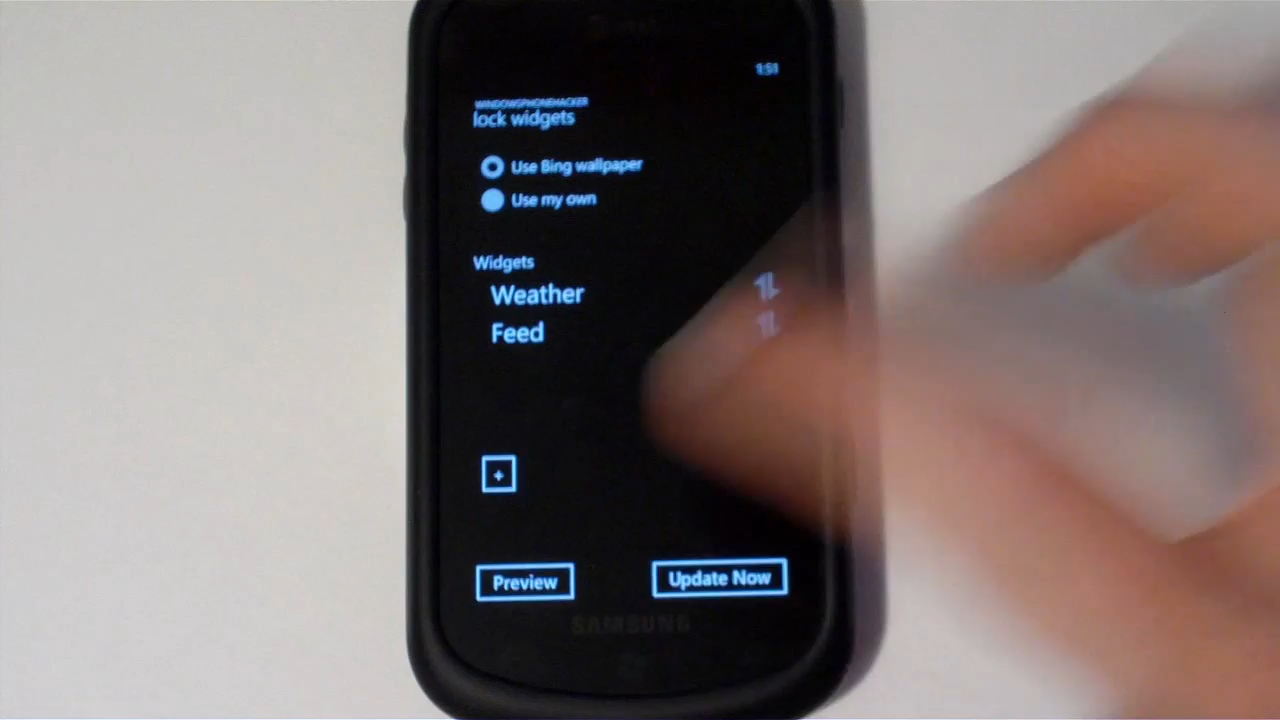 1:51
WINDOWSPHONEHACKER
lock widgets
Use Bing wallpaper
Use my own
Widgets
Weather
Feed
+
Preview
Update Now
SAMSUNG